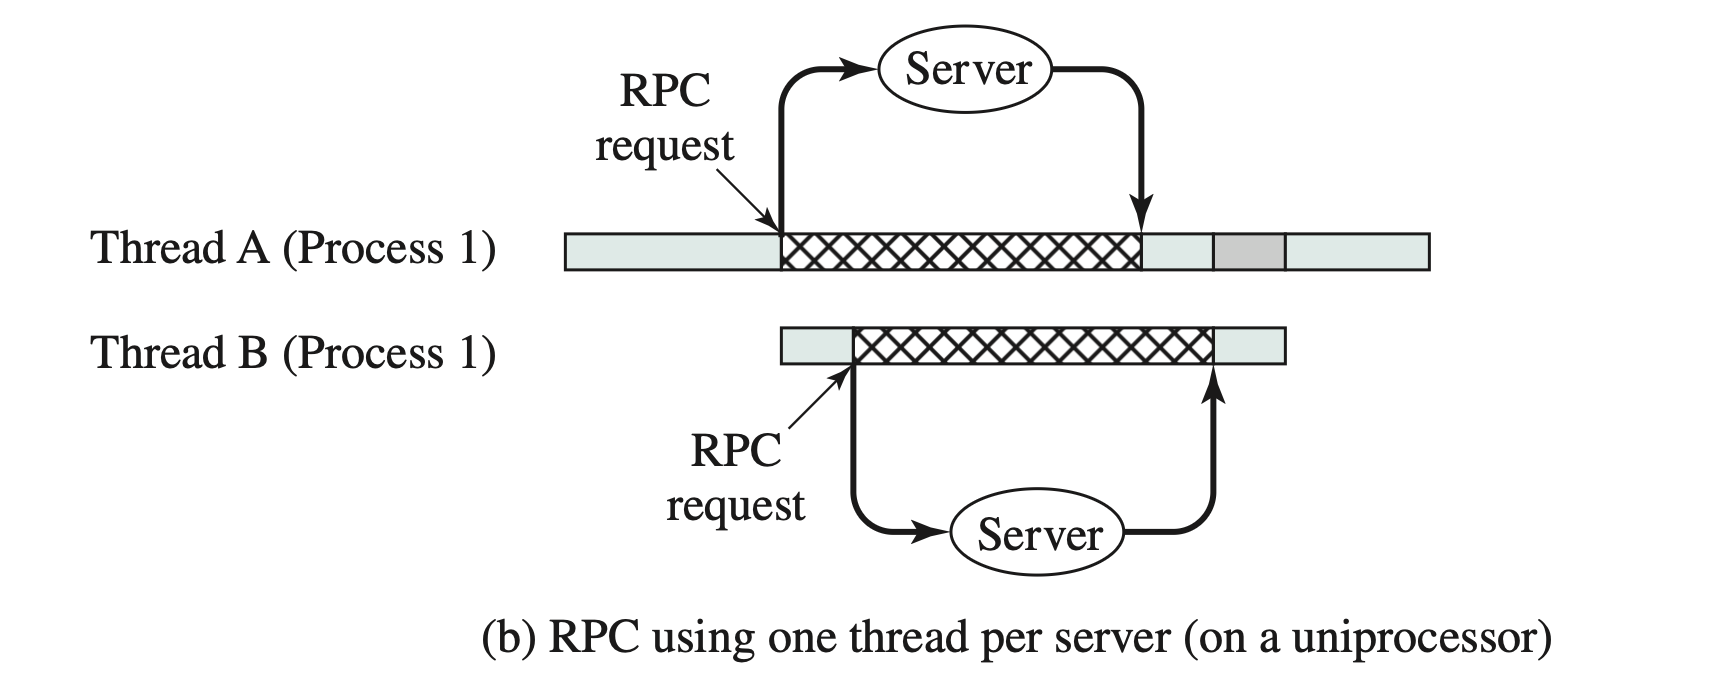 Server
RPC
request
Thread A (Process 1)
Thread B (Process 1)
RPC
request
Server
(b) RPC using one thread per server (on a uniprocessor)